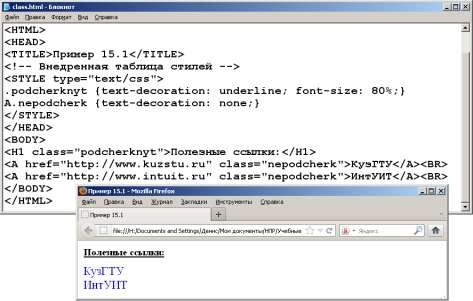 class.html - Блокнот
Файл Правка Формат Вид Справка
<HTML>
<HEAD>
<TITLE>Пример 15.1</TITLE>
<!-- Внедренная таблица стилей -->
<STYLE type="text/css">
.podcherknyt {text-decoration: underline; font-size: 80%;}
A.nepodcherk {text-decoration: none;}
</STYLE>
</HEAD>
<BODY>
<H1 class="podcherknyt">Полезные ссылки:</H1>
<A href="http://www.kuzstu.ru" class="nepodcherk">КузГТУ</A><BR>
<A href="http://www.intuit.ru" class="nepodcherk">ИнтУИТ</A><BR>
</BODY>
</HTML>
Пример 15.1 - Mozilla Firefox
Файл Правка Вид Журнал Закладки Инструменты Справка
Пример 15.1
file:///H:/Documents and Settings/Денис/Мои документы/НПР/Учебные
Яндекс
Полезные ссылки:
КузГТУ
ИнтУИТ